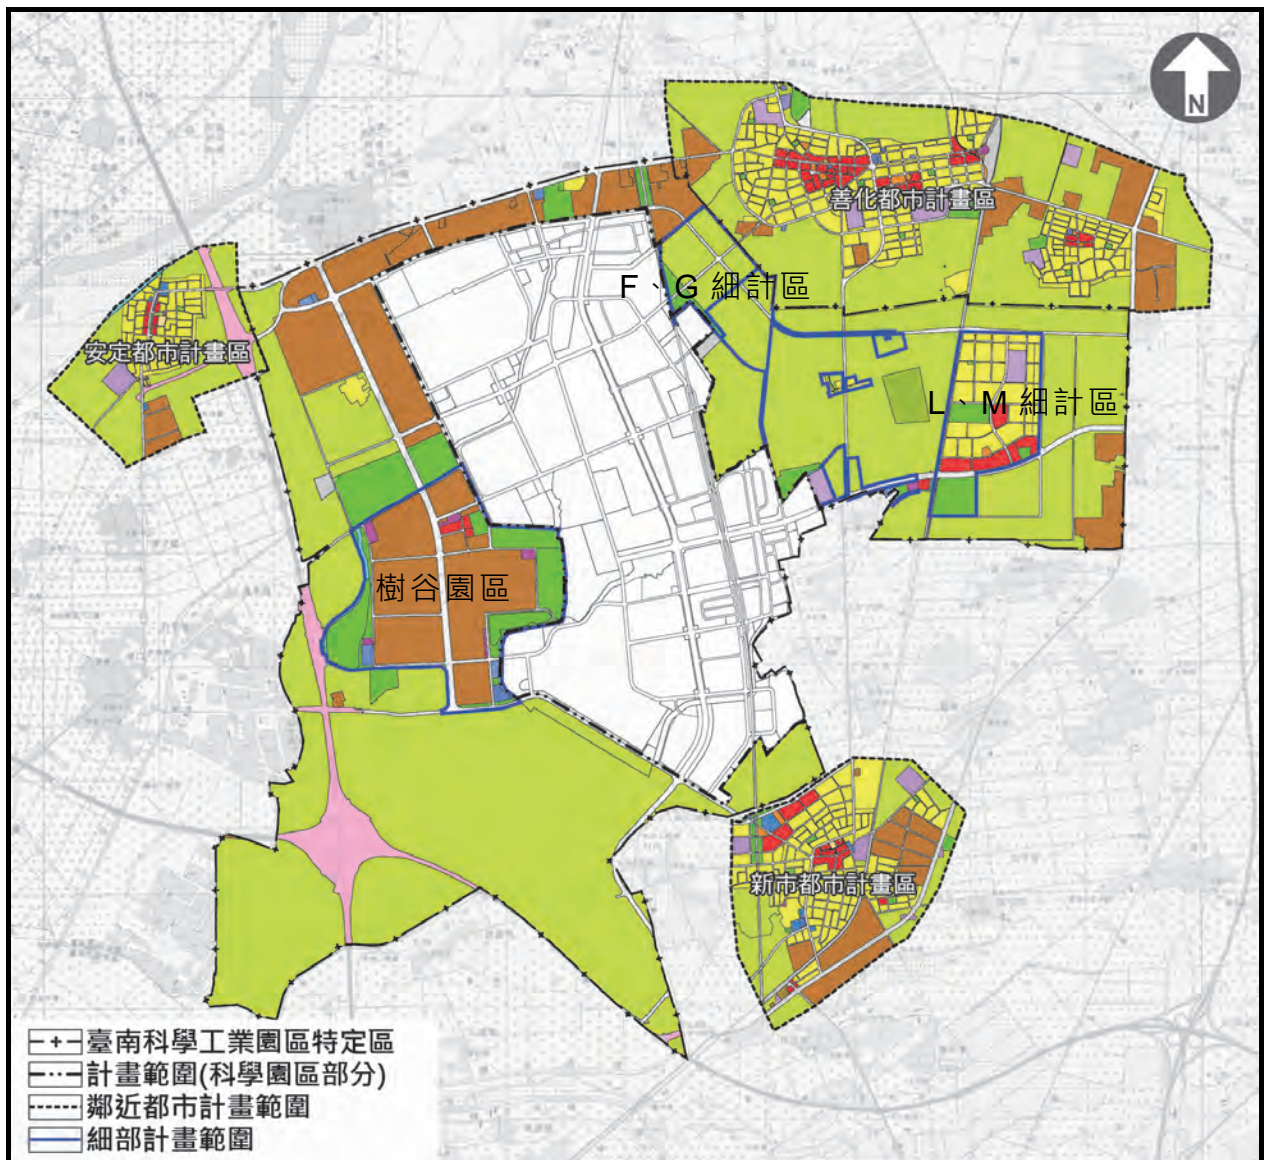 N
善化都市計畫區
F、G 細計區
安定都市計畫區
L、M 細計區
樹谷園區
新市都市計畫區
臺南科學工業園區特定區
計畫範圍(科學園區部分)
鄰近都市計畫範圍
細部計畫範圍